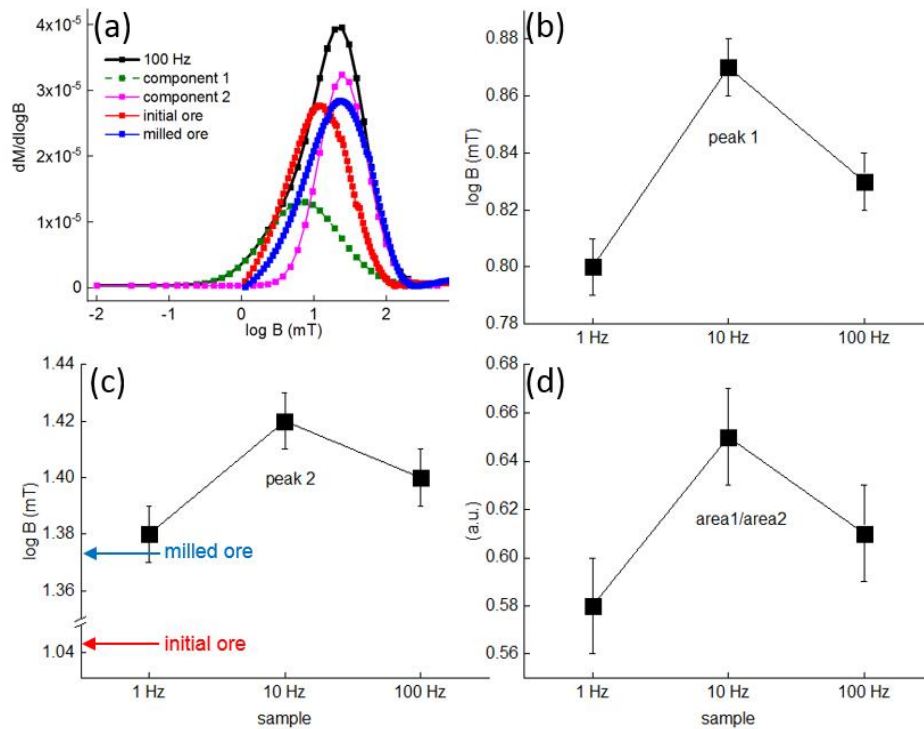 (a)
4x10⁻⁵
3x10⁻⁵
2x10⁻⁵
1x10⁻⁵
0
dM/dlogB
100 Hz
component 1
component 2
initial ore
milled ore
-2
-1
0
1
2
log B (mT)
(b)
0.88
0.86
0.84
0.82
0.80
0.78
log B (mT)
peak 1
1 Hz
10 Hz
100 Hz
(c)
1.44
1.42
1.40
1.38
1.36
1.04
log B (mT)
peak 2
milled ore
initial ore
1 Hz
10 Hz
100 Hz
sample
(d)
0.68
0.66
0.64
0.62
0.60
0.58
0.56
(a.u.)
area1/area2
1 Hz
10 Hz
100 Hz
sample